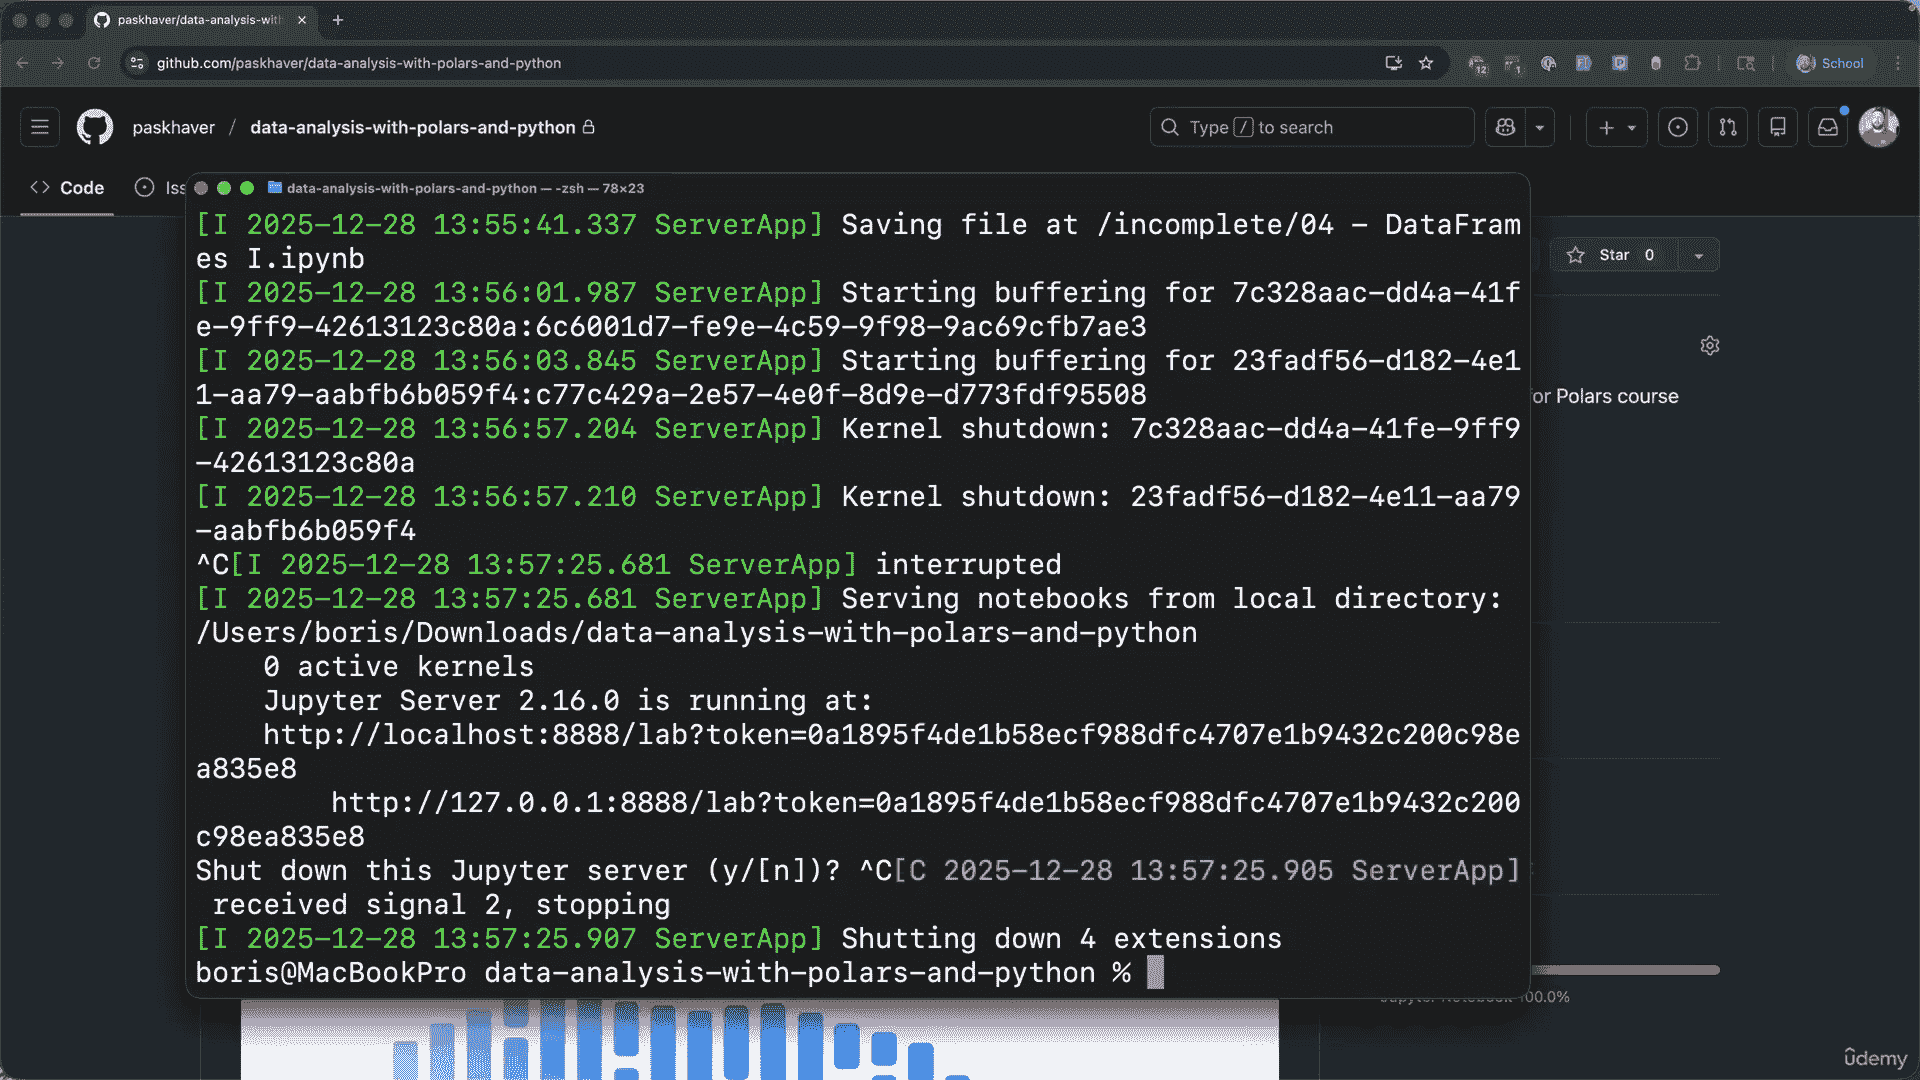 paskhaver/data-analysis-with
github.com/paskhaver/data-analysis-with-polars-and-python
12
1
School
paskhaver / data-analysis-with-polars-and-python
Type / to search
Code
Iss
data-analysis-with-polars-and-python — -zsh — 78×23
Star 0
or Polars course
[I 2025-12-28 13:55:41.337 ServerApp] Saving file at /incomplete/04 - DataFram
es I.ipynb
[I 2025-12-28 13:56:01.987 ServerApp] Starting buffering for 7c328aac-dd4a-41f
e-9ff9-42613123c80a:6c6001d7-fe9e-4c59-9f98-9ac69cfb7ae3
[I 2025-12-28 13:56:03.845 ServerApp] Starting buffering for 23fadf56-d182-4e1
1-aa79-aabfb6b059f4:c77c429a-2e57-4e0f-8d9e-d773fdf95508
[I 2025-12-28 13:56:57.204 ServerApp] Kernel shutdown: 7c328aac-dd4a-41fe-9ff9
-42613123c80a
[I 2025-12-28 13:56:57.210 ServerApp] Kernel shutdown: 23fadf56-d182-4e11-aa79
-aabfb6b059f4
^C[I 2025-12-28 13:57:25.681 ServerApp] interrupted
[I 2025-12-28 13:57:25.681 ServerApp] Serving notebooks from local directory:
/Users/boris/Downloads/data-analysis-with-polars-and-python
0 active kernels
Jupyter Server 2.16.0 is running at:
http://localhost:8888/lab?token=0a1895f4de1b58ecf988dfc4707e1b9432c200c98e
a835e8
http://127.0.0.1:8888/lab?token=0a1895f4de1b58ecf988dfc4707e1b9432c200
c98ea835e8
Shut down this Jupyter server (y/[n])? ^C[C 2025-12-28 13:57:25.905 ServerApp]
received signal 2, stopping
[I 2025-12-28 13:57:25.907 ServerApp] Shutting down 4 extensions
boris@MacBookPro data-analysis-with-polars-and-python %
Jupyter Notebook 100.0%
ûdemy